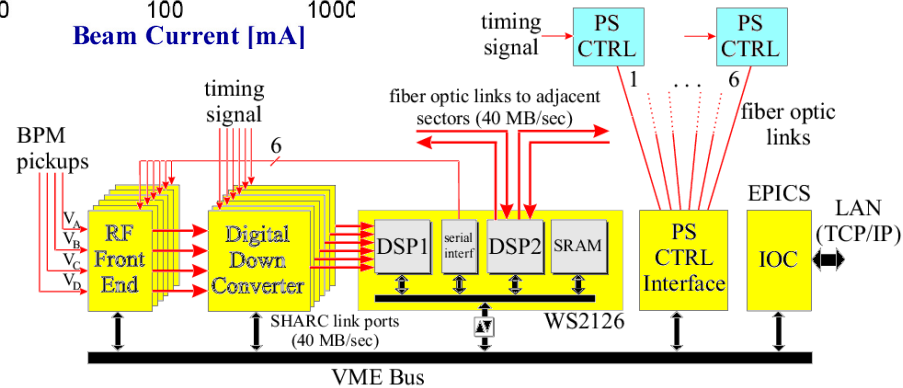 0
100
1000
Beam Current [mA]
timing
signal
PS
CTRL
PS
CTRL
1
. . .
6
fiber optic
links
timing
signal
fiber optic links to adjacent
sectors (40 MB/sec)
6
BPM
pickups
VA
VB
VC
VD
RF
Front
End
Digital
Down
Converter
DSP1
serial
interf
DSP2
SRAM
WS2126
PS
CTRL
Interface
EPICS
IOC
LAN
(TCP/IP)
SHARC link ports
(40 MB/sec)
VME Bus